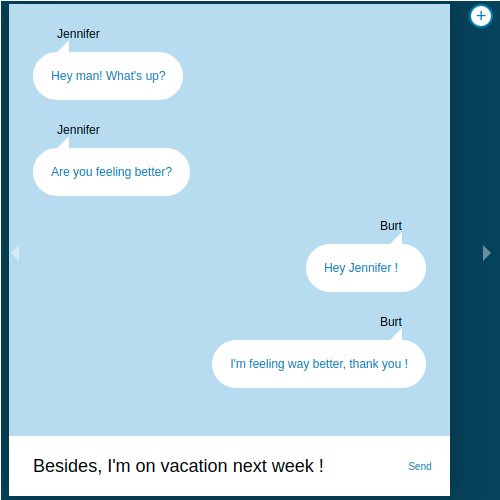 Jennifer
Hey man! What's up?
Jennifer
Are you feeling better?
Burt
Hey Jennifer !
Burt
I'm feeling way better, thank you !
Besides, I'm on vacation next week !
Send